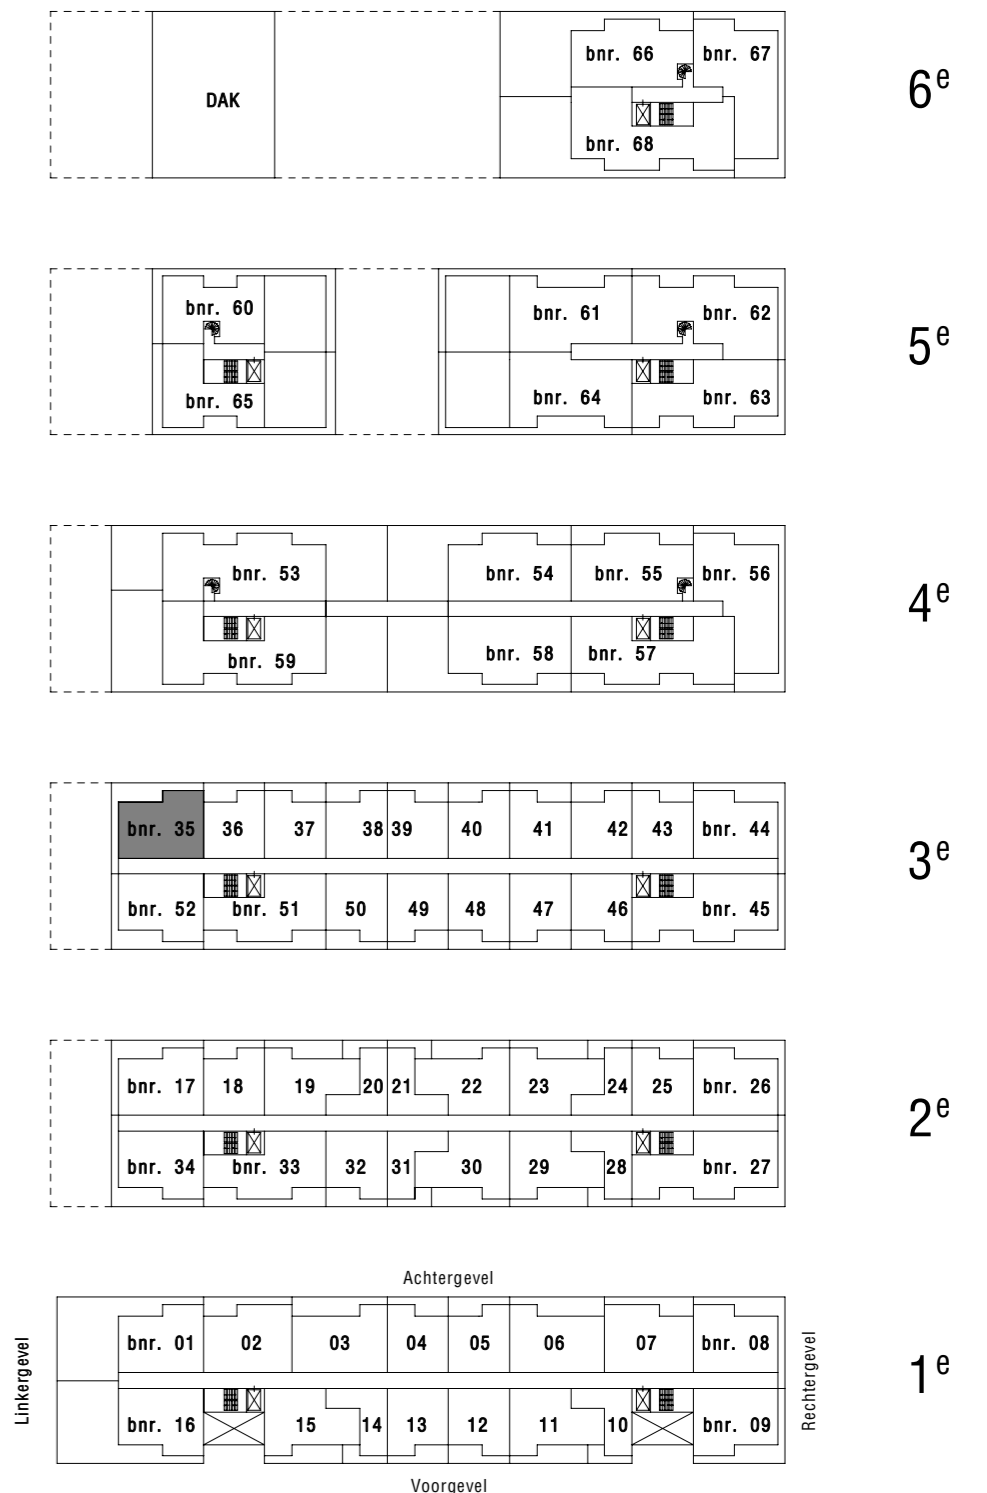 bnr. 66 bnr. 67
DAK
bnr. 68
6e
bnr. 60 bnr. 61 bnr. 62
bnr. 65 bnr. 64 bnr. 63
5e
bnr. 53 bnr. 54 bnr. 55 bnr. 56
bnr. 59 bnr. 58 bnr. 57
4e
bnr. 35 36 37 38 39 40 41 42 43 bnr. 44
bnr. 52 bnr. 51 50 49 48 47 46 bnr. 45
3e
bnr. 17 18 19 20 21 22 23 24 25 bnr. 26
bnr. 34 bnr. 33 32 31 30 29 28 bnr. 27
2e
Achtergevel
bnr. 01 02 03 04 05 06 07 bnr. 08
bnr. 16 15 14 13 12 11 10 bnr. 09
1e
Linkergevel
Rechtergevel
Voorgevel